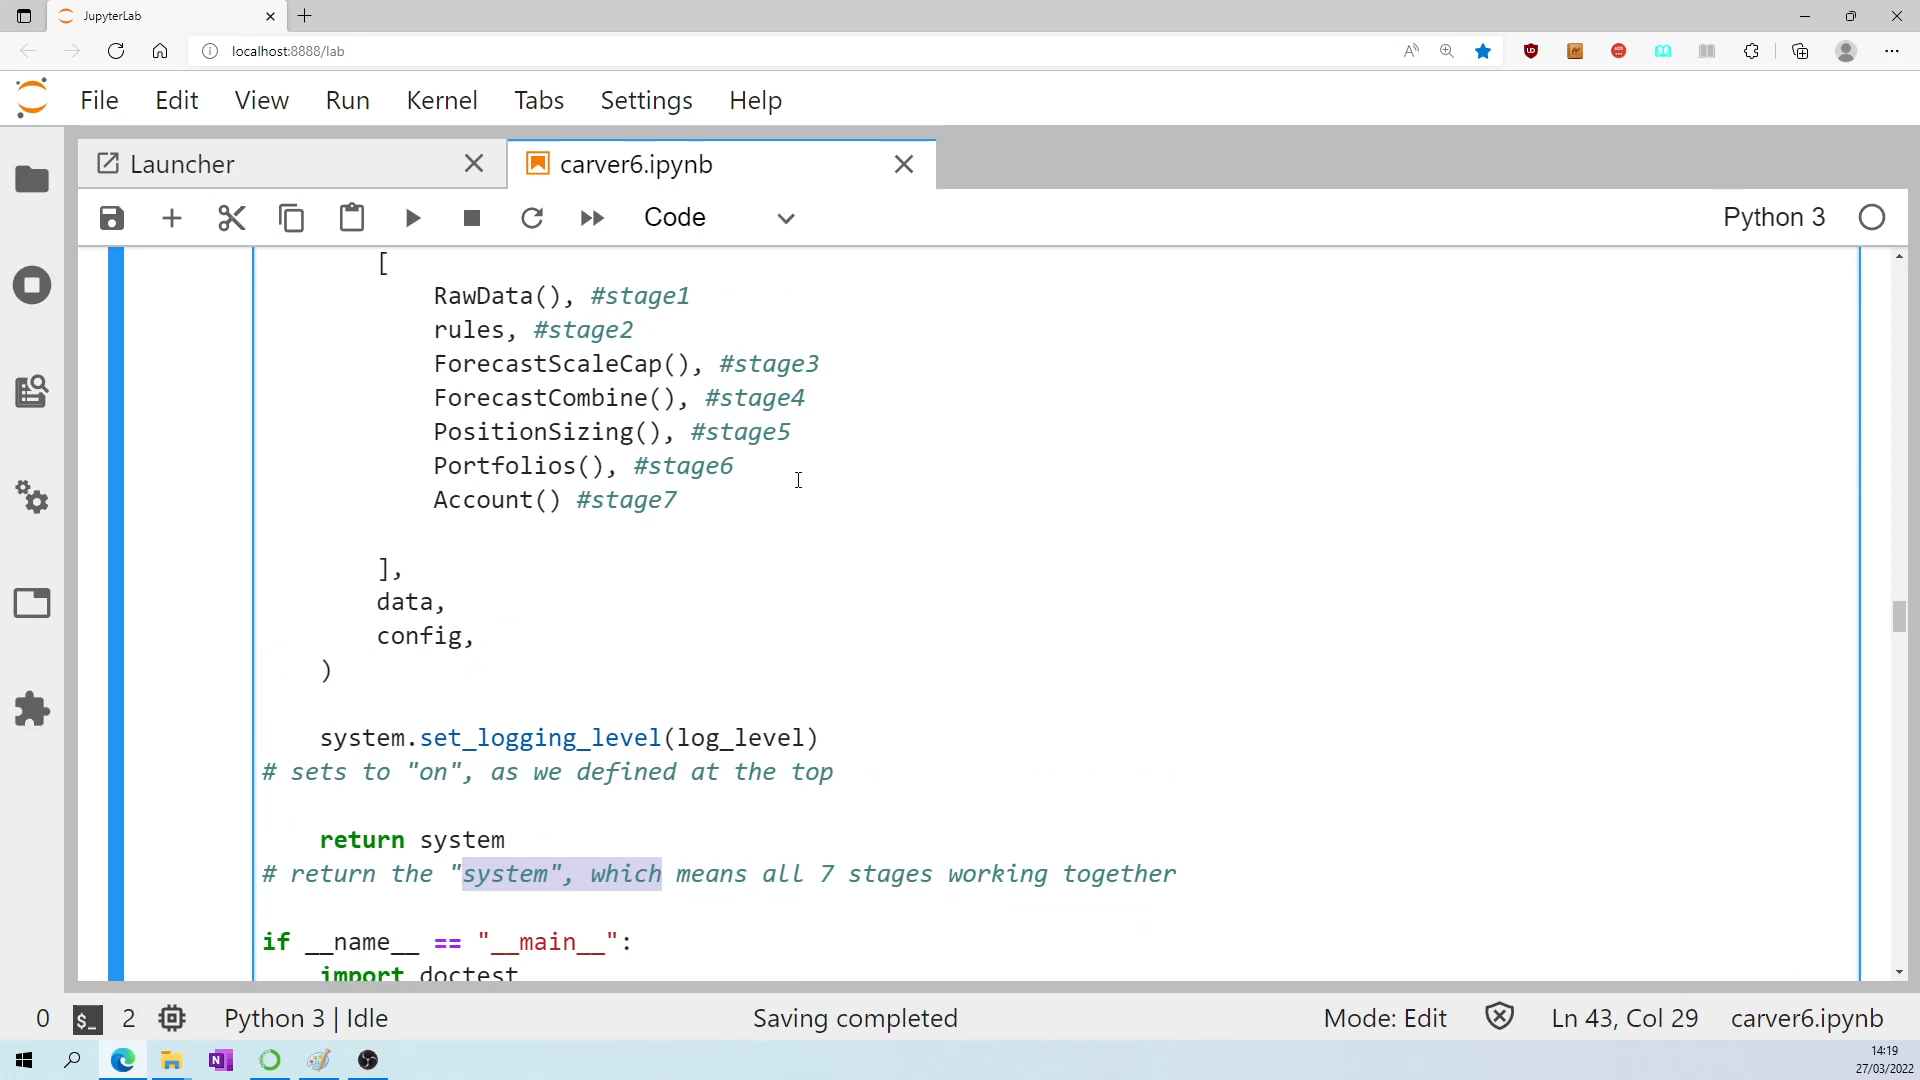 JupyterLab
localhost:8888/lab
File Edit View Run Kernel Tabs Settings Help
Launcher
carver6.ipynb
Code
Python 3
[
RawData(), #stage1
rules, #stage2
ForecastScaleCap(), #stage3
ForecastCombine(), #stage4
PositionSizing(), #stage5
Portfolios(), #stage6
Account() #stage7
],
data,
config,
)
system.set_logging_level(log_level)
# sets to "on", as we defined at the top
return system
# return the "system", which means all 7 stages working together
if __name__ == "__main__":
import doctest
0 $_ 2 Python 3 | Idle Saving completed Mode: Edit Ln 43, Col 29 carver6.ipynb
14:19
27/03/2022